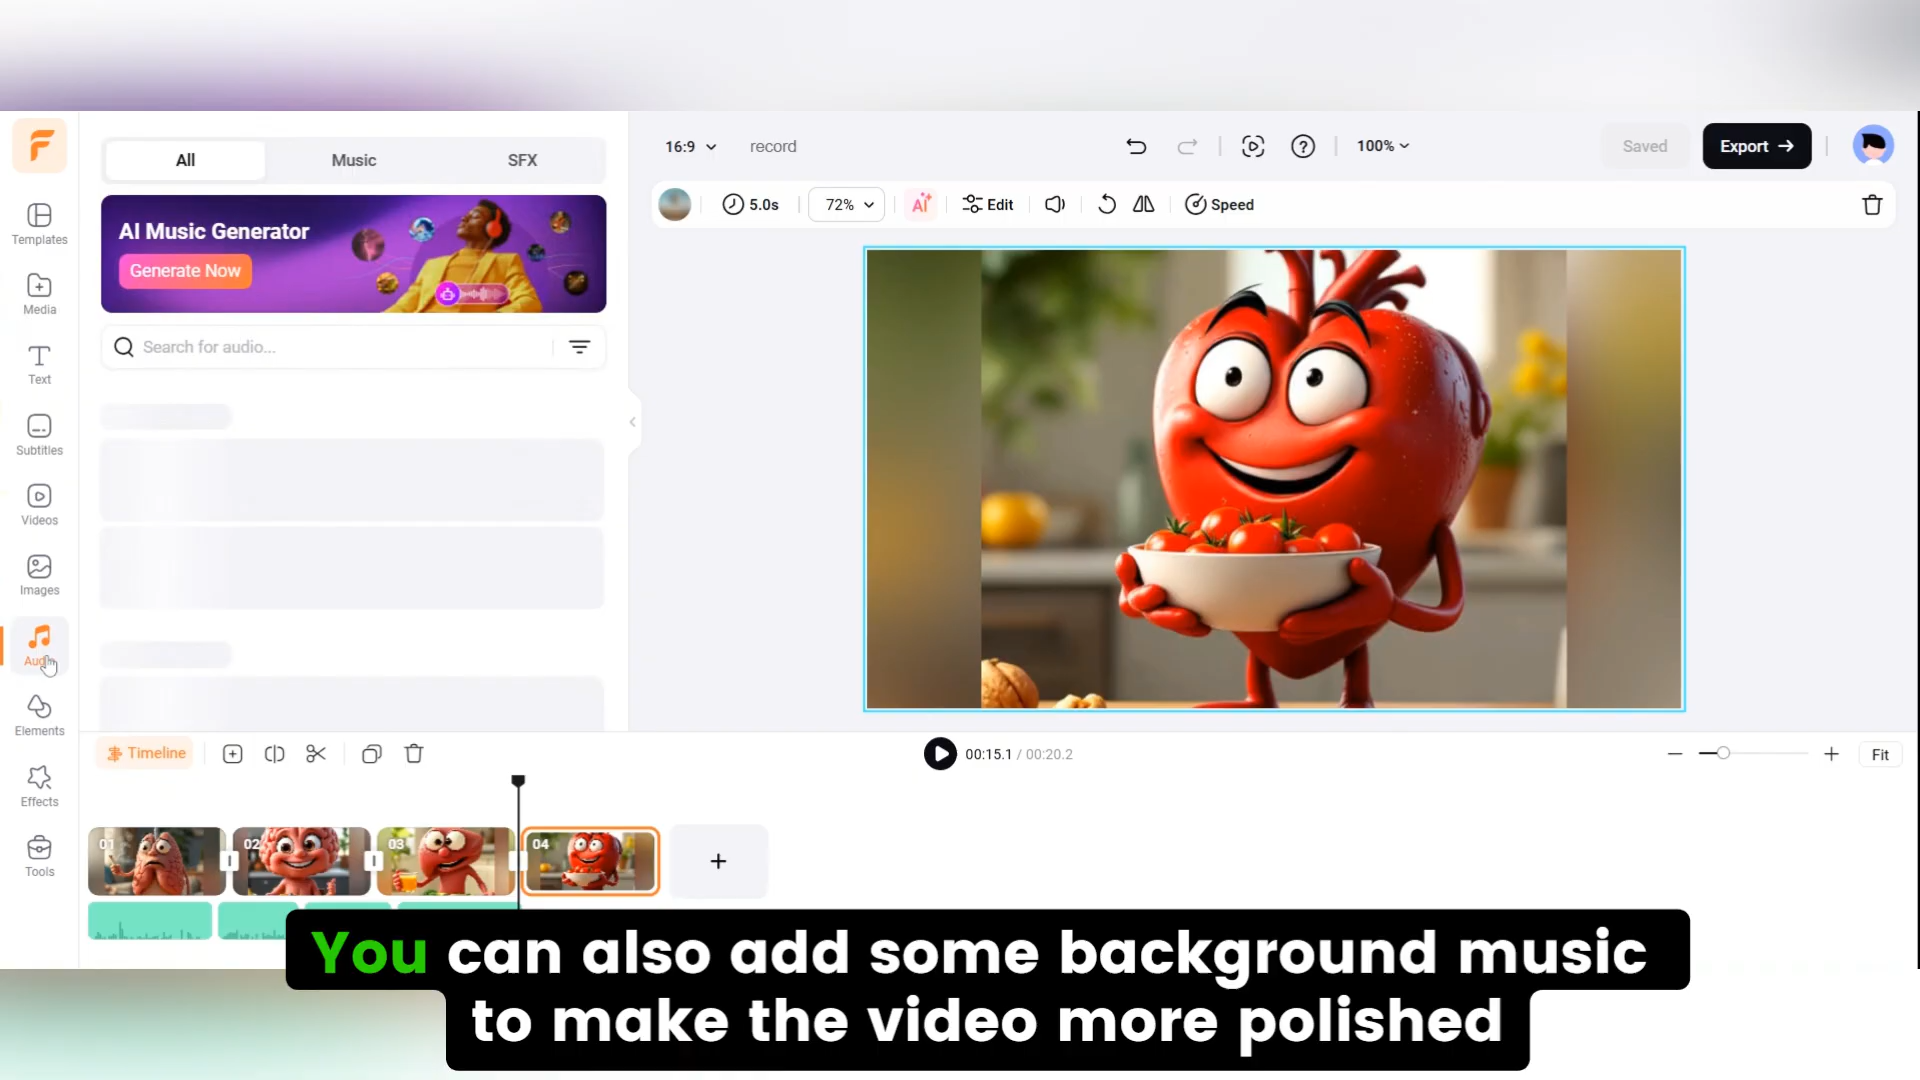 All
Music
SFX
16:9
record
100%
Saved
Export
AI Music Generator
Generate Now
5.0s
72%
AI
Edit
Speed
Templates
Media
Search for audio...
Text
Subtitles
Videos
Images
Audio
Elements
Timeline
00:15.1 / 00:20.2
Fit
Effects
01
02
03
04
Tools
You can also add some background music
to make the video more polished